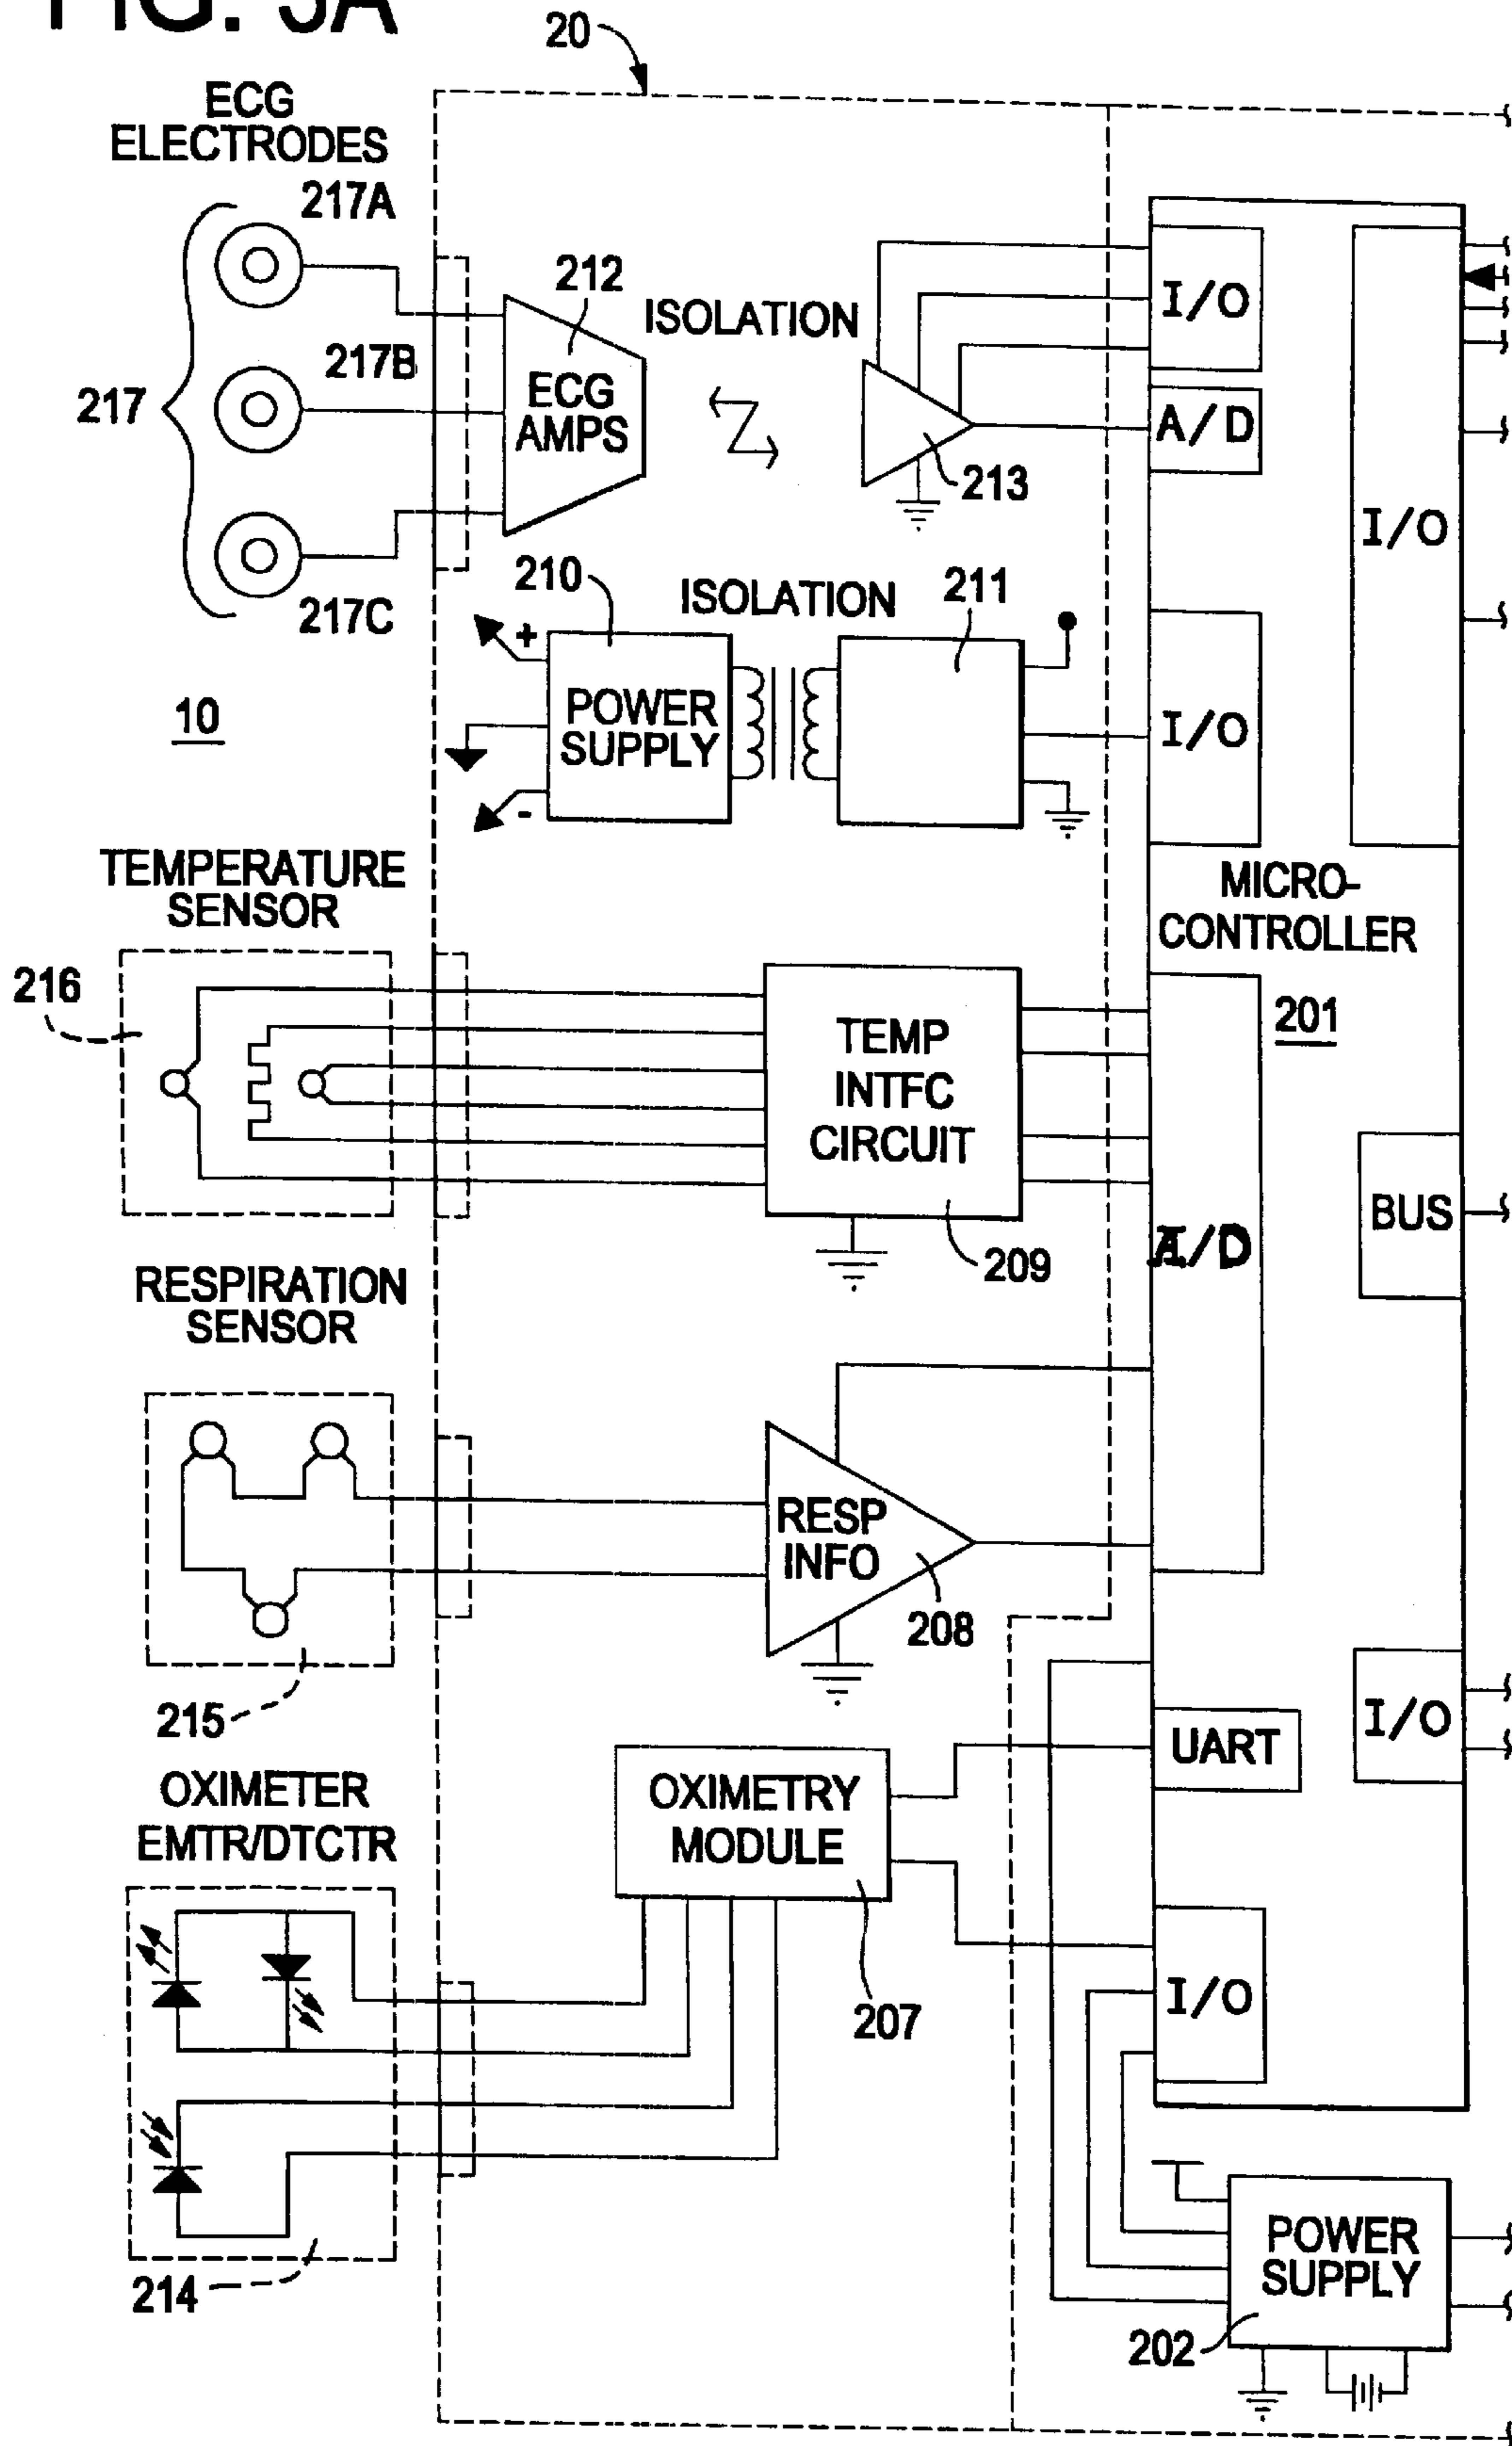 FIG. 5A
20
ECG
ELECTRODES
217A
217B
217
217C
212
ECG
AMPS
ISOLATION
213
I/O
A/D
I/O
210
ISOLATION
211
+
POWER
SUPPLY
-
I/O
10
MICRO-
CONTROLLER
201
TEMPERATURE
SENSOR
216
TEMP
INTFC
CIRCUIT
209
A/D
BUS
RESPIRATION
SENSOR
RESP
INFO
208
215
UART
I/O
OXIMETER
EMTR/DTCTR
OXIMETRY
MODULE
207
I/O
214
POWER
SUPPLY
202